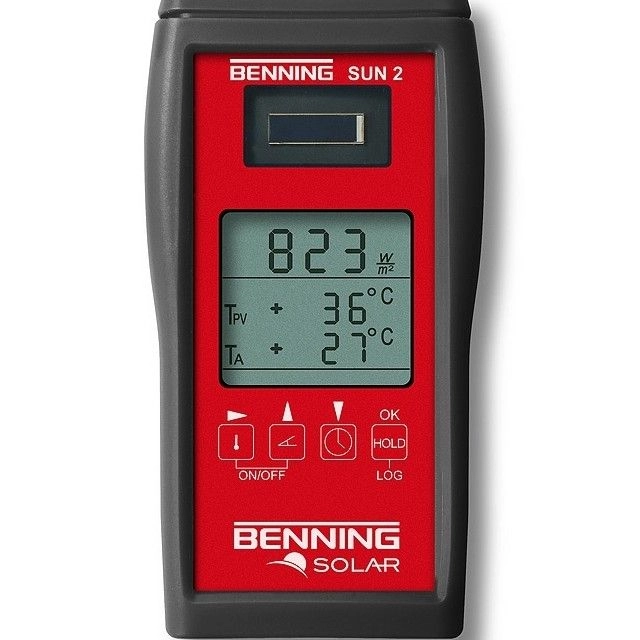 BENNING SUN 2
823 W/m²
TPV + 36°C
TA + 27°C
OK
HOLD
ON/OFF LOG
BENNING
SOLAR